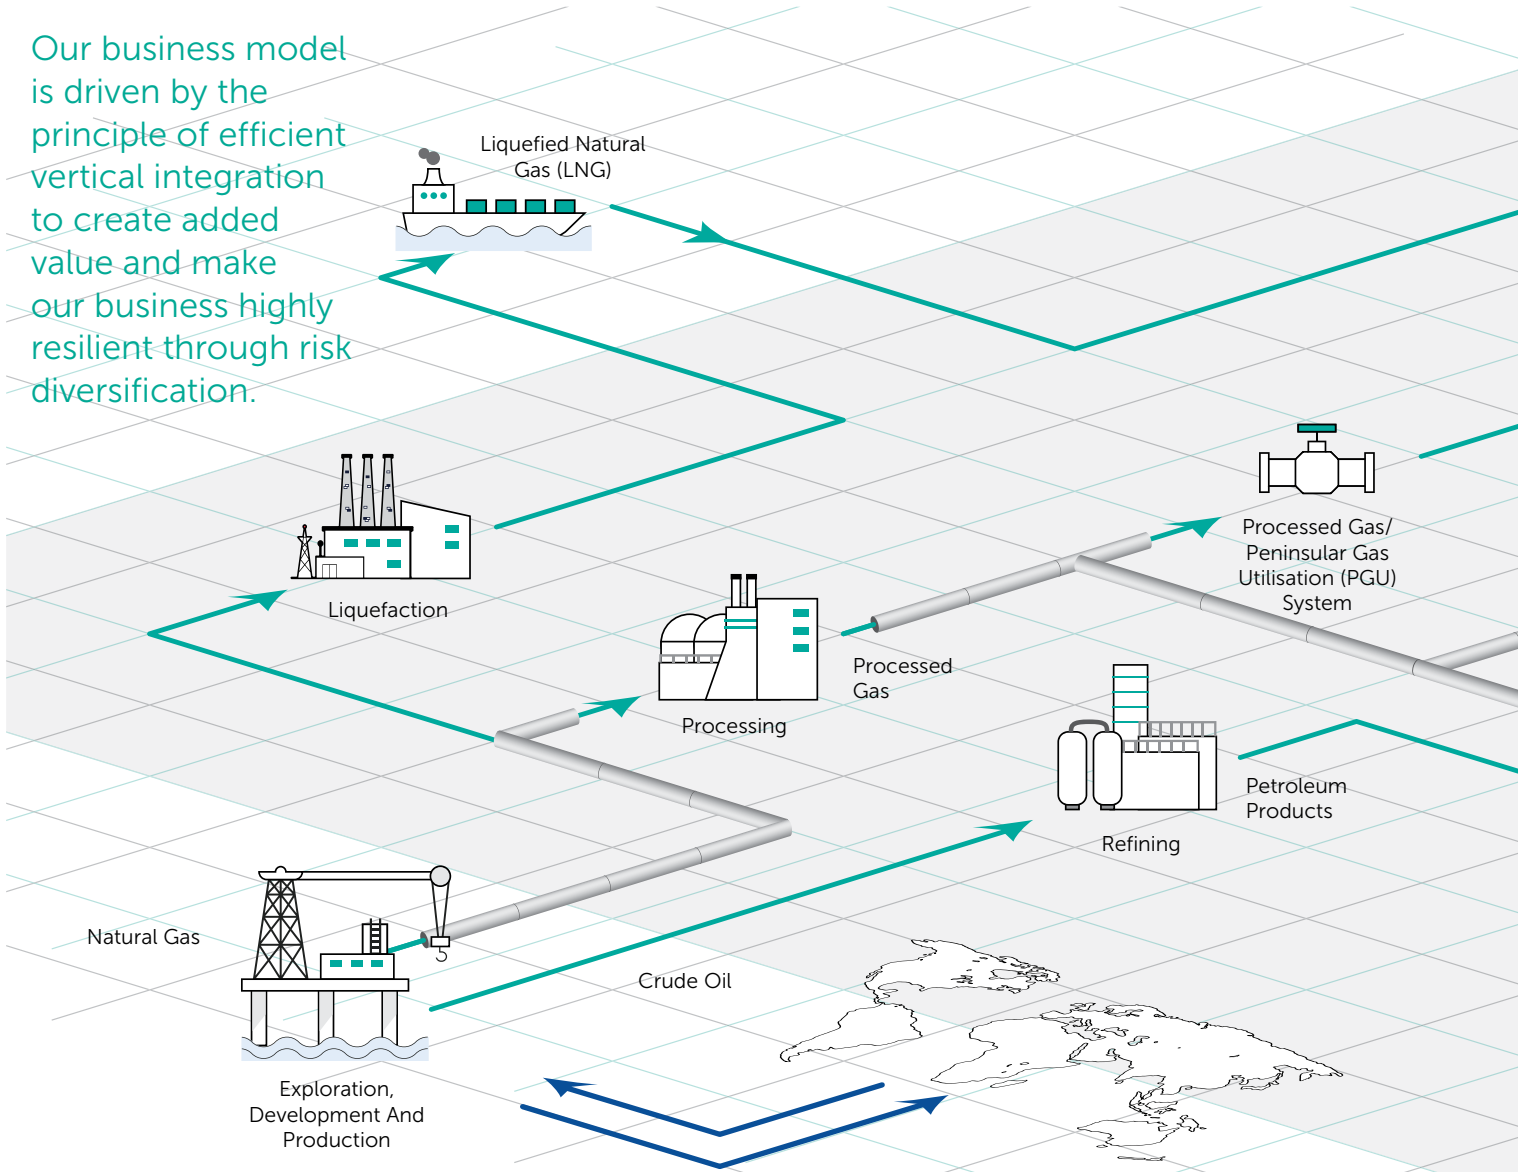 Our business model
is driven by the
principle of efficient
vertical integration
to create added
value and make
our business highly
resilient through risk
diversification.
Liquefied Natural
Gas (LNG)
Liquefaction
Processing
Processed
Gas
Processed Gas/
Peninsular Gas
Utilisation (PGU)
System
Petroleum
Products
Refining
Natural Gas
Crude Oil
Exploration,
Development And
Production